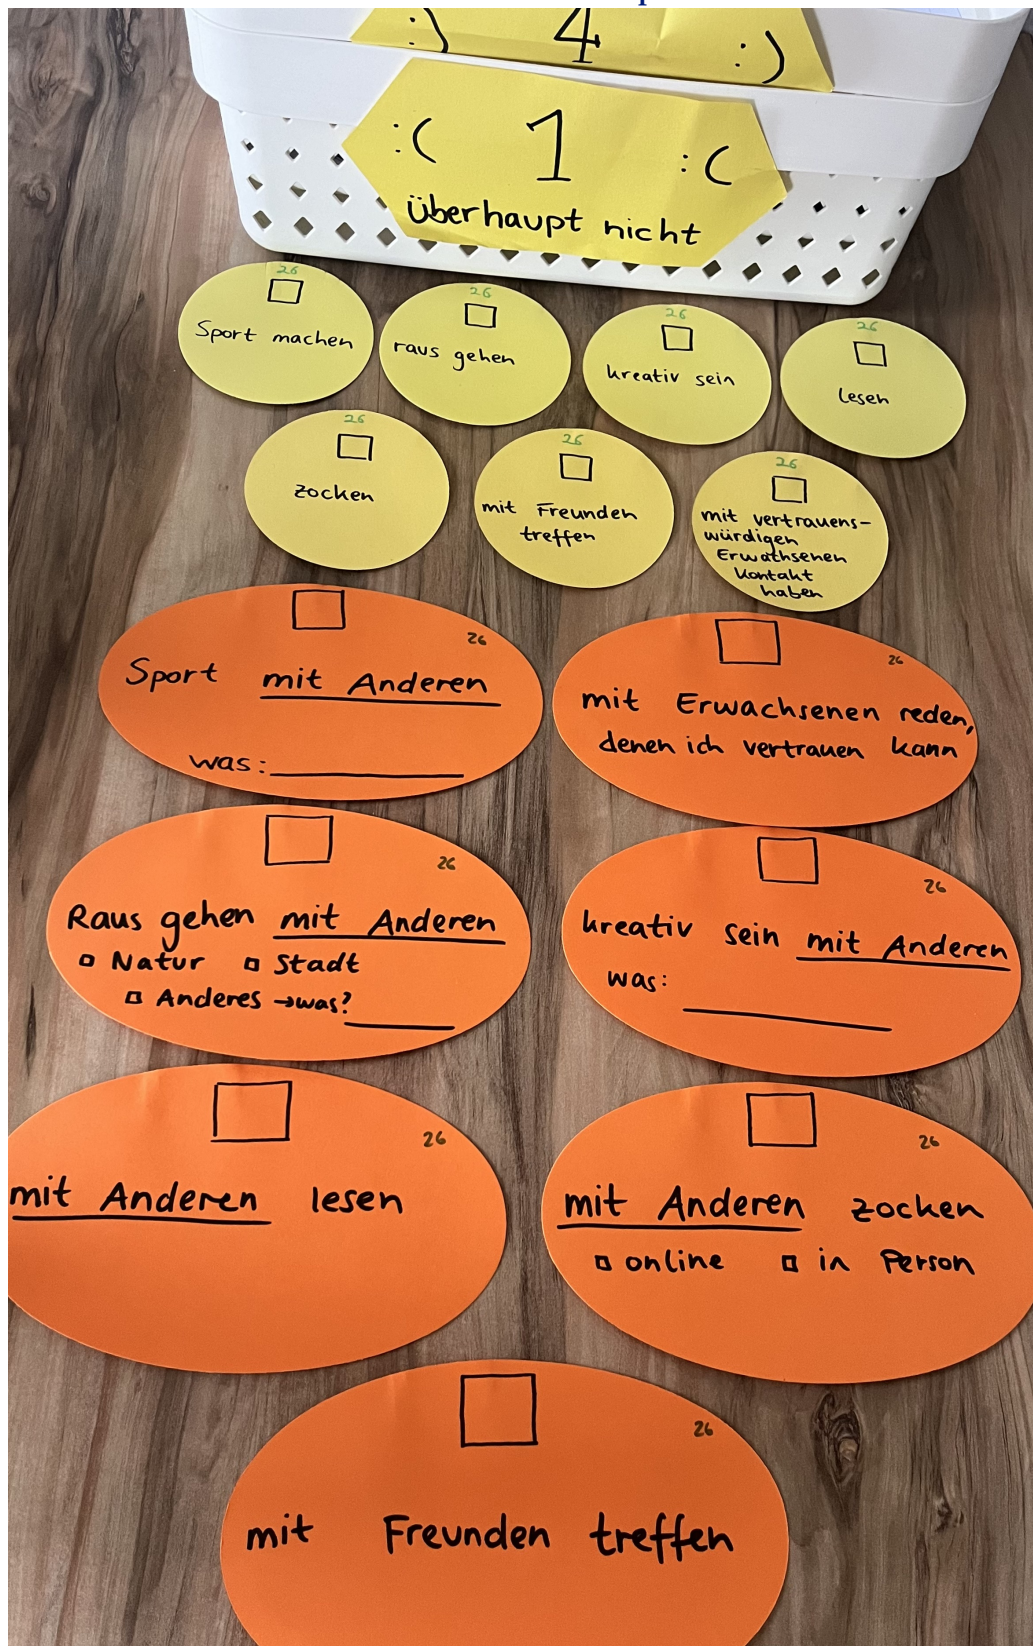 :) 4 :)
:( 1 :(
überhaupt nicht
26
Sport machen
26
raus gehen
26
kreativ sein
26
lesen
26
zocken
26
mit Freunden
treffen
26
mit vertrauens-
würdigen
Erwathsenen
Kontakt
haben
26
Sport mit Anderen
was:
26
mit Erwachsenen reden,
denen ich vertrauen kann
26
Raus gehen mit Anderen
Natur Stadt
Anderes →was?
26
kreativ sein mit Anderen
was:
26
mit Anderen lesen
26
mit Anderen zocken
online in Person
26
mit Freunden treffen